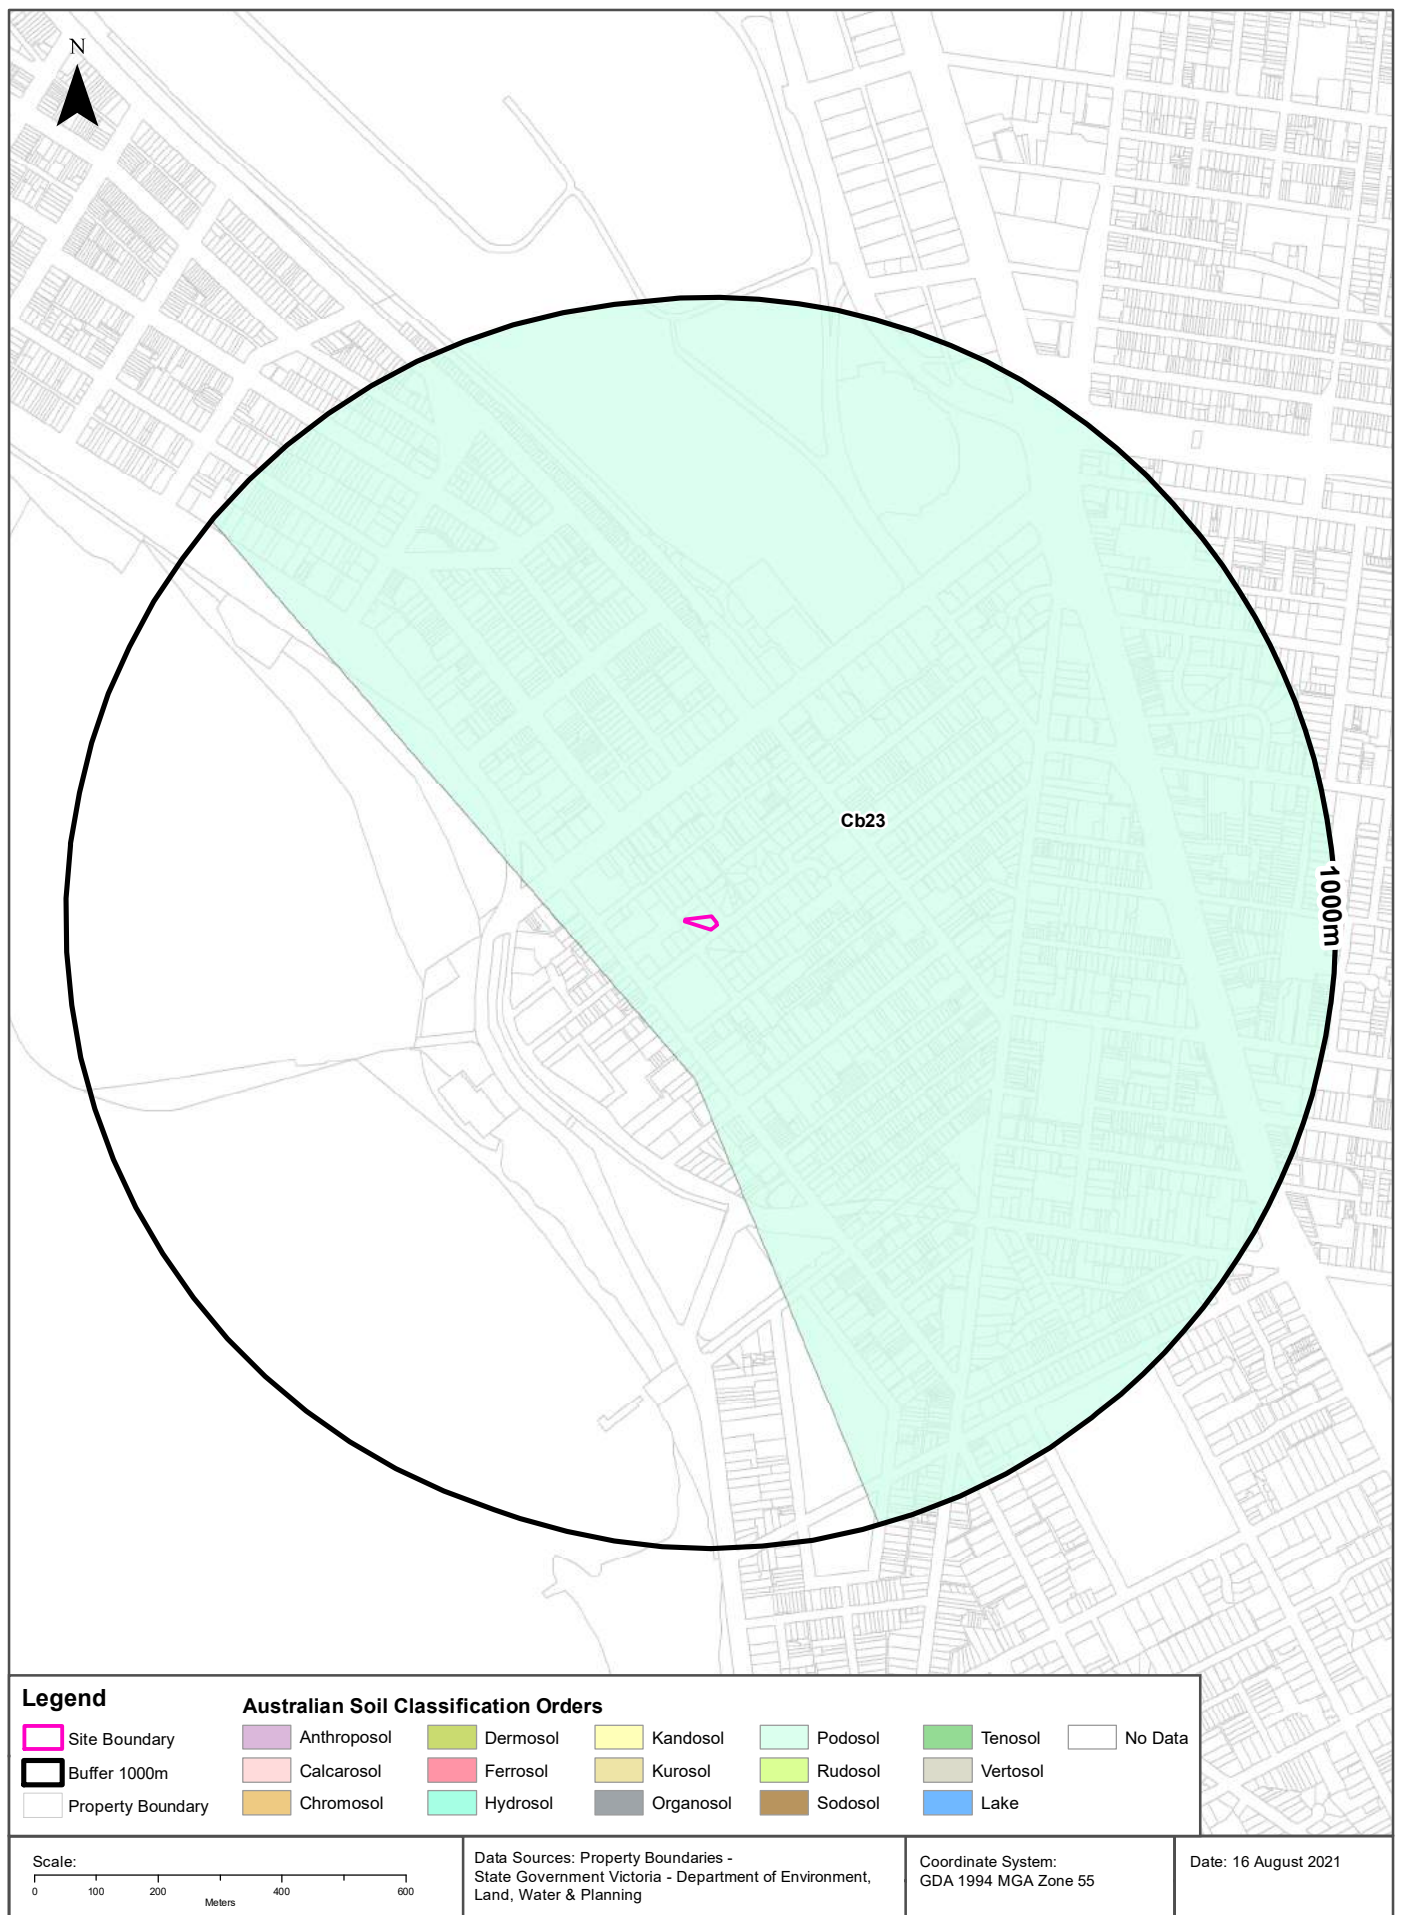 N
Cb23
1000m
Legend
Site Boundary
Buffer 1000m
Property Boundary
Australian Soil Classification Orders
Anthroposol
Calcarosol
Chromosol
Dermosol
Ferrosol
Hydrosol
Kandosol
Kurosol
Organosol
Podosol
Rudosol
Sodosol
Tenosol
Vertosol
Lake
No Data
Scale:
0 100 200 400 600
Meters
Data Sources: Property Boundaries -
State Government Victoria - Department of Environment,
Land, Water & Planning
Coordinate System:
GDA 1994 MGA Zone 55
Date: 16 August 2021